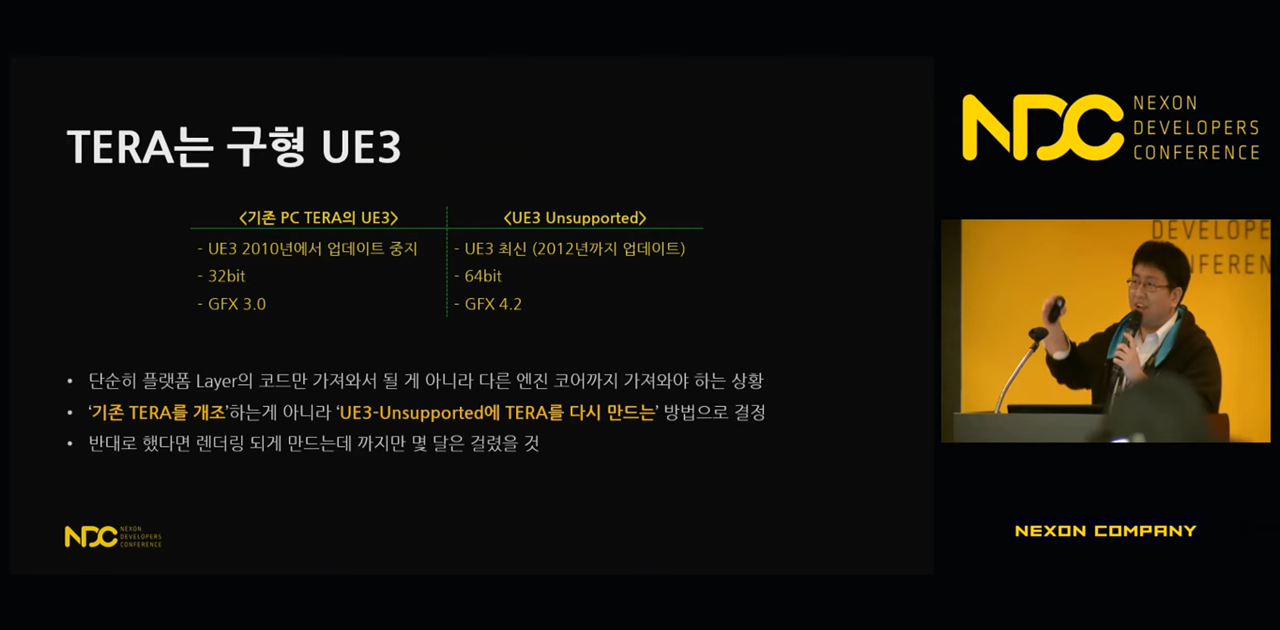 TERA는 구형 UE3
<기존 PC TERA의 UE3>
<UE3 Unsupported>
- UE3 2010년에서 업데이트 중지
- UE3 최신 (2012년까지 업데이트)
- 32bit
- 64bit
- GFX 3.0
- GFX 4.2
• 단순히 플랫폼 Layer의 코드만 가져와서 될 게 아니라 다른 엔진 코어까지 가져와야 하는 상황
• ‘기존 TERA를 개조’하는게 아니라 ‘UE3-Unsupported에 TERA를 다시 만드는’ 방법으로 결정
• 반대로 했다면 렌더링 되게 만드는데 까지만 몇 달은 걸렸을 것
NDC
NEXON
DEVELOPERS
CONFERENCE
NDC
NEXON
DEVELOPERS
CONFERENCE
DEVELOPE
NFEREN
NEXON COMPANY